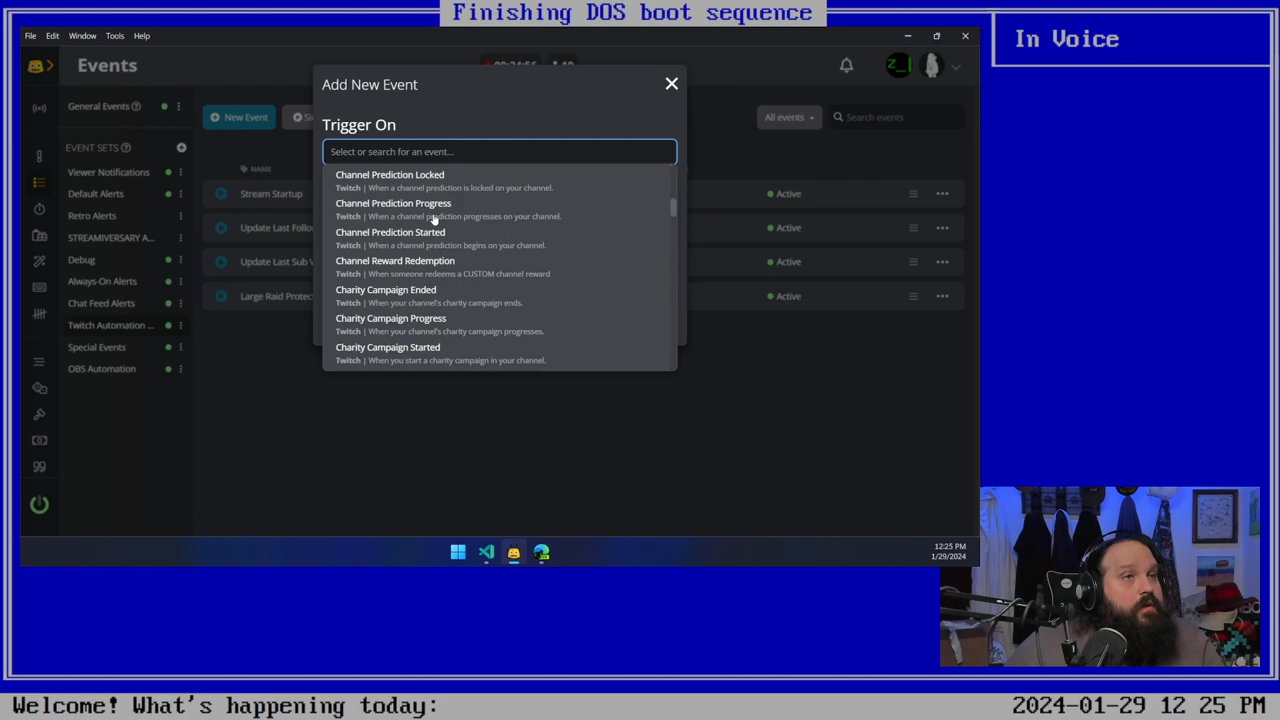 Finishing DOS boot sequence
In Voice
File Edit Window Tools Help
Events
Add New Event
Trigger On
Select or search for an event...
Channel Prediction Locked
Twitch | When a channel prediction is locked on your channel.
Channel Prediction Progress
Twitch | When a channel prediction progresses on your channel.
Channel Prediction Started
Twitch | When a channel prediction begins on your channel.
Channel Reward Redemption
Twitch | When someone redeems a CUSTOM channel reward
Charity Campaign Ended
Twitch | When your channel's charity campaign ends.
Charity Campaign Progress
Twitch | When your channel's charity campaign progresses.
Charity Campaign Started
Twitch | When you start a charity campaign in your channel.
General Events
EVENT SETS
Viewer Notifications
Default Alerts
Retro Alerts
STREAMIVERSARY A...
Debug
Always-On Alerts
Chat Feed Alerts
Twitch Automation ...
Special Events
OBS Automation
New Event
All events
Search events
NAME
Stream Startup
Active
Update Last Follow
Active
Update Last Sub V
Active
Large Raid Protec
Active
z_|
12:25 PM
1/29/2024
Welcome! What's happening today:
2024-01-29 12 25 PM